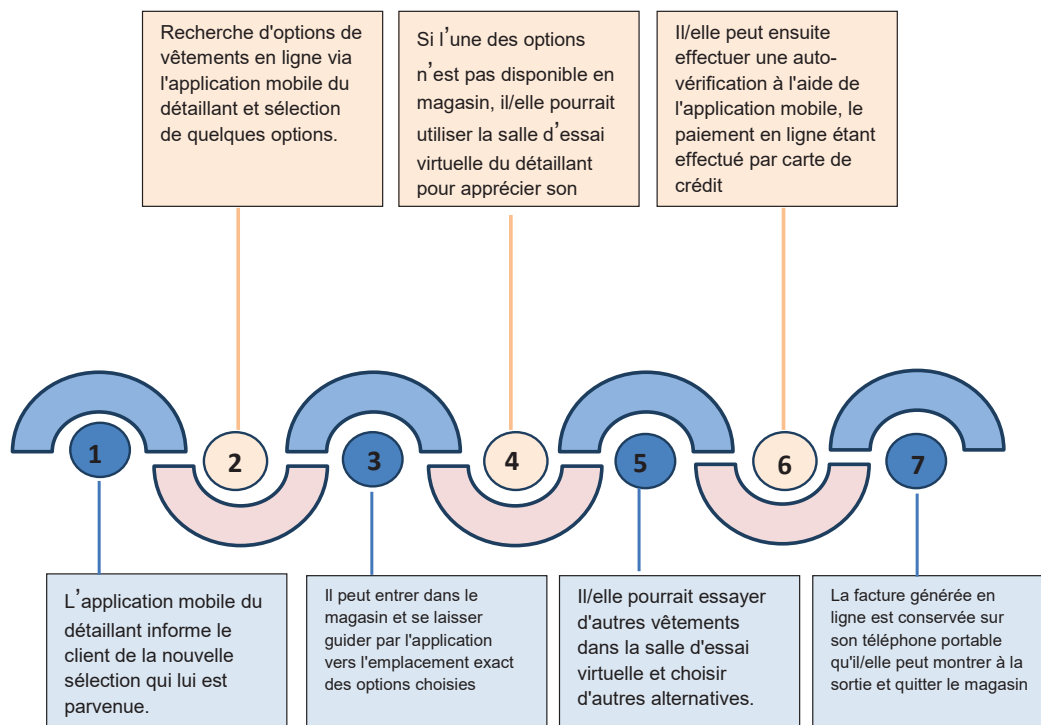 Recherche d'options de
vêtements en ligne via
l'application mobile du
détaillant et sélection
de quelques options.
Si l'une des options
n'est pas disponible en
magasin, il/elle pourrait
utiliser la salle d'essai
virtuelle du détaillant
pour apprécier son
Il/elle peut ensuite
effectuer une auto-
vérification à l'aide de
l'application mobile, le
paiement en ligne étant
effectué par carte de
crédit
1
2
3
4
5
6
7
L'application mobile du
détaillant informe le
client de la nouvelle
sélection qui lui est
parvenue.
Il peut entrer dans le
magasin et se laisser
guider par l'application
vers l'emplacement exact
des options choisies
Il/elle pourrait essayer
d'autres vêtements
dans la salle d'essai
virtuelle et choisir
d'autres alternatives.
La facture générée en
ligne est conservée sur
son téléphone portable
qu'il/elle peut montrer à la
sortie et quitter le magasin